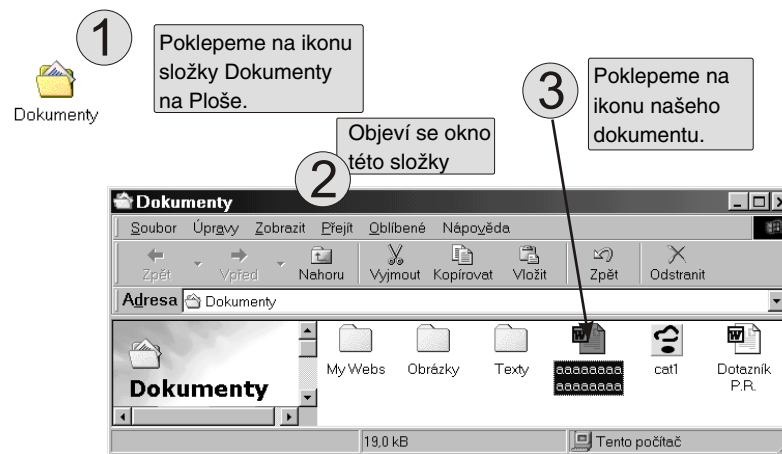 1
Poklepeme na ikonu
složky Dokumenty
na Ploše.
Dokumenty
2
Objeví se okno
této složky
3
Poklepeme na
ikonu našeho
dokumentu.
Dokumenty
Soubor Úpravy Zobrazit Přejít Oblíbené Nápověda
Zpět Vpřed Nahoru Vyjmout Kopírovat Vložit Zpět Odstranit
Adresa Dokumenty
Dokumenty
My Webs Obrázky Texty aaaaaaaa cat1 Dotazník
aaaaaaaa P.R.
19,0 kB Tento počítač